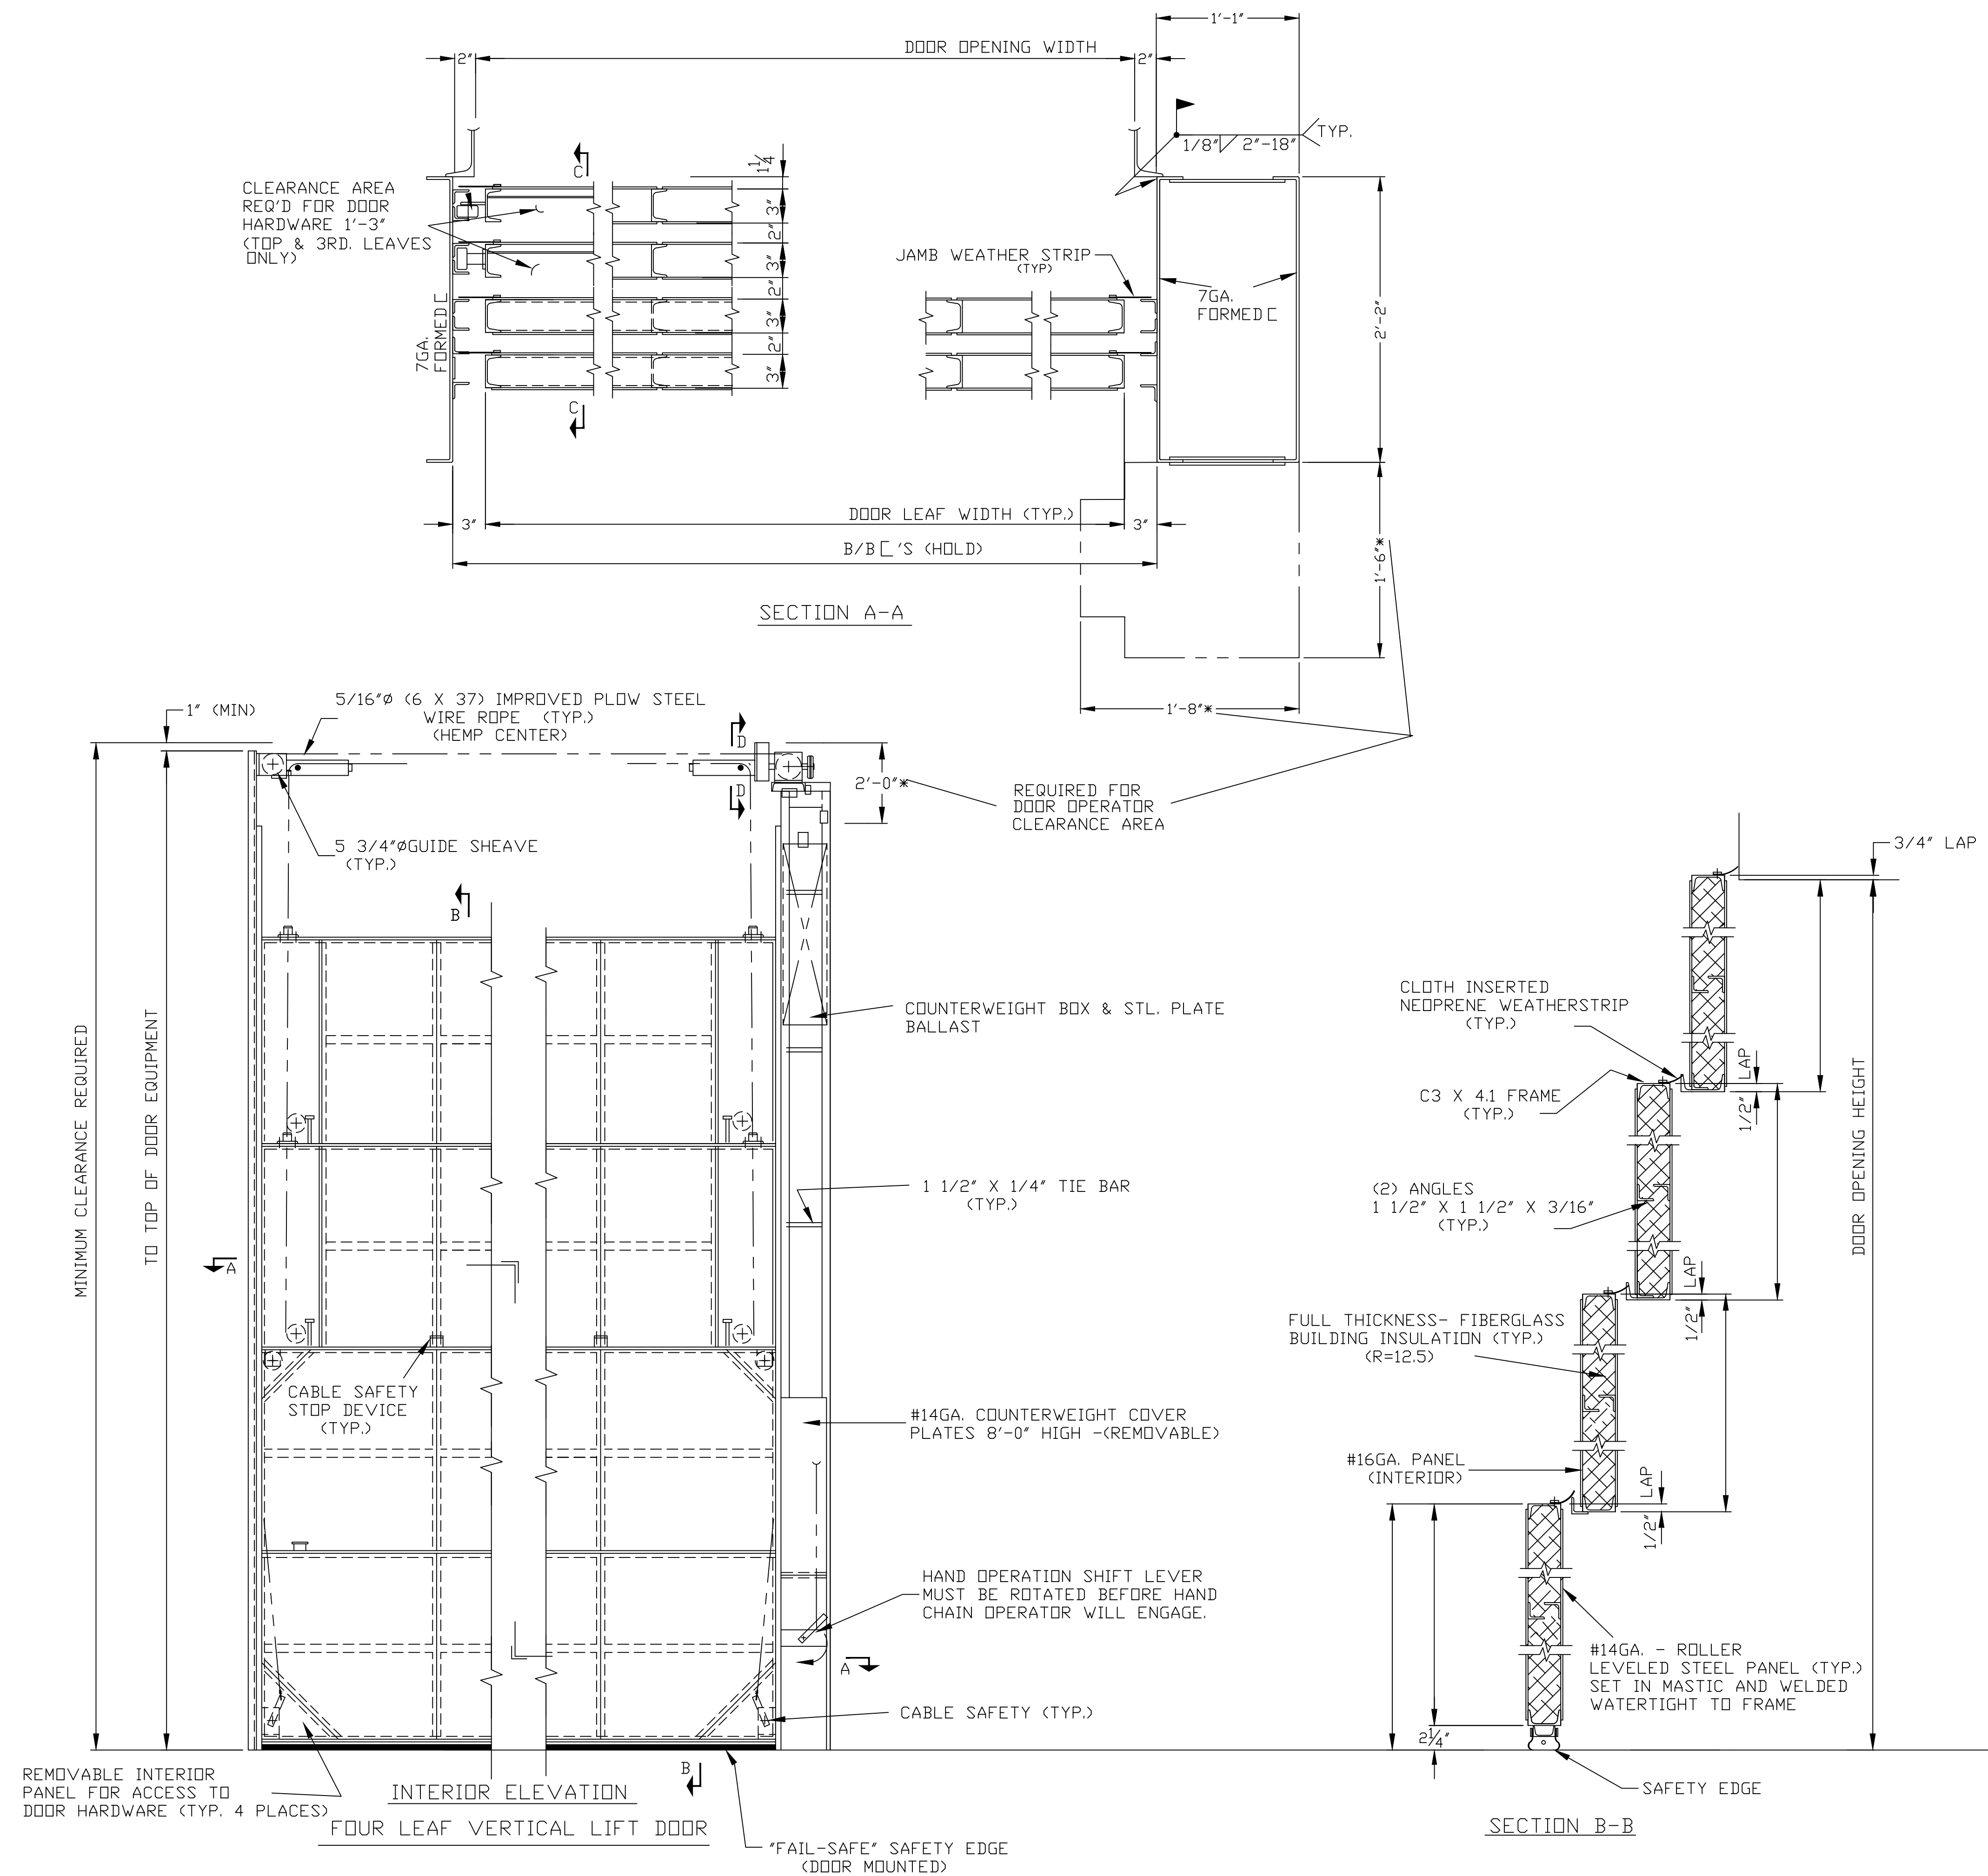 1'-1"
DOOR OPENING WIDTH
2"
2"
TYP.
1/8" 2"-18"
C
1 1/4
CLEARANCE AREA
REQ'D FOR DOOR
HARDWARE 1'-3"
(TOP & 3RD. LEAVES
ONLY)
3"
2"
3"
2"
3"
2"
3"
JAMB WEATHER STRIP
(TYP)
7GA.
FORMED
7GA.
FORMED
2'-2"
C
3"
DOOR LEAF WIDTH (TYP.)
3"
B/B 'S (HOLD)
1'-6"*
SECTION A-A
1'-8"*
1" (MIN)
5/16"Ø (6 X 37) IMPROVED PLOW STEEL
WIRE ROPE (TYP.)
(HEMP CENTER)
D
D
2'-0"*
REQUIRED FOR
DOOR OPERATOR
CLEARANCE AREA
5 3/4"ØGUIDE SHEAVE
(TYP.)
B
MINIMUM CLEARANCE REQUIRED
TO TOP OF DOOR EQUIPMENT
COUNTERWEIGHT BOX & STL. PLATE
BALLAST
1 1/2" X 1/4" TIE BAR
(TYP.)
A
CABLE SAFETY
STOP DEVICE
(TYP.)
#14GA. COUNTERWEIGHT COVER
PLATES 8'-0" HIGH -(REMOVABLE)
HAND OPERATION SHIFT LEVER
MUST BE ROTATED BEFORE HAND
CHAIN OPERATOR WILL ENGAGE.
A
CABLE SAFETY (TYP.)
REMOVABLE INTERIOR
PANEL FOR ACCESS TO
DOOR HARDWARE (TYP. 4 PLACES)
B
INTERIOR ELEVATION
FOUR LEAF VERTICAL LIFT DOOR
"FAIL-SAFE" SAFETY EDGE
(DOOR MOUNTED)
3/4" LAP
CLOTH INSERTED
NEOPRENE WEATHERSTRIP
(TYP.)
C3 X 4.1 FRAME
(TYP.)
LAP
1/2"
DOOR OPENING HEIGHT
(2) ANGLES
1 1/2" X 1 1/2" X 3/16"
(TYP.)
LAP
1/2"
FULL THICKNESS- FIBERGLASS
BUILDING INSULATION (TYP.)
(R=12.5)
#16GA. PANEL
(INTERIOR)
LAP
1/2"
#14GA. - ROLLER
LEVELED STEEL PANEL (TYP.)
SET IN MASTIC AND WELDED
WATERTIGHT TO FRAME
2 1/4"
SAFETY EDGE
SECTION B-B